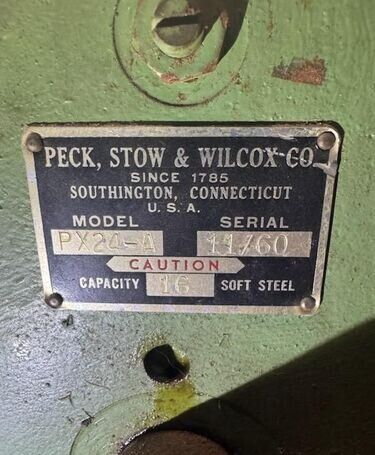 PECK, STOW & WILCOX CO.
SINCE 1785
SOUTHINGTON, CONNECTICUT
U. S. A.
MODEL SERIAL
PX24-A 11/60
CAUTION
CAPACITY 16 SOFT STEEL